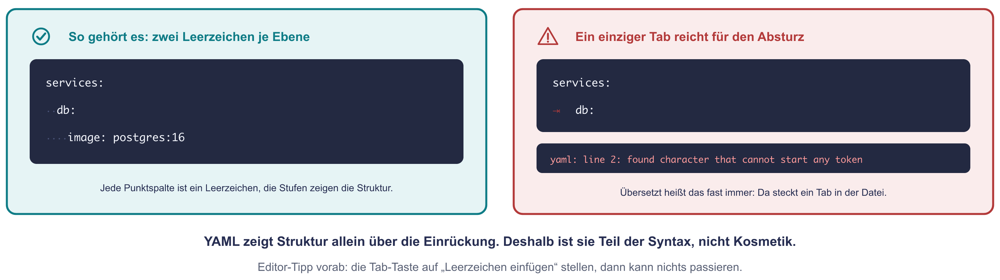 So gehört es: zwei Leerzeichen je Ebene
services:
··db:
····image: postgres:16
Jede Punktspalte ist ein Leerzeichen, die Stufen zeigen die Struktur.
Ein einziger Tab reicht für den Absturz
services:
⇥ db:
yaml: line 2: found character that cannot start any token
Übersetzt heißt das fast immer: Da steckt ein Tab in der Datei.
YAML zeigt Struktur allein über die Einrückung. Deshalb ist sie Teil der Syntax, nicht Kosmetik.
Editor-Tipp vorab: die Tab-Taste auf „Leerzeichen einfügen“ stellen, dann kann nichts passieren.